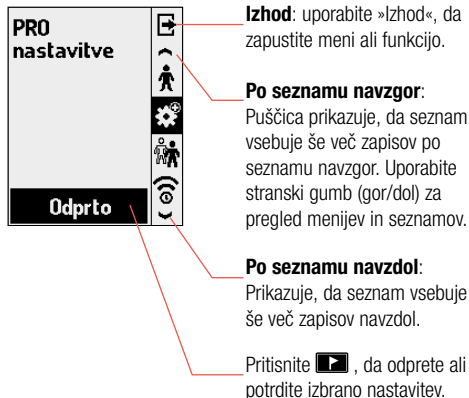 PRO
nastavitve
Odprto
Izhod: uporabite »Izhod«, da
zapustite meni ali funkcijo.
Po seznamu navzgor:
Puščica prikazuje, da seznam
vsebuje še več zapisov po
seznamu navzgor. Uporabite
stranski gumb (gor/dol) za
pregled menijev in seznamov.
Po seznamu navzdol:
Prikazuje, da seznam vsebuje
še več zapisov navzdol.
Pritisnite , da odprete ali
potrdite izbrano nastavitev.